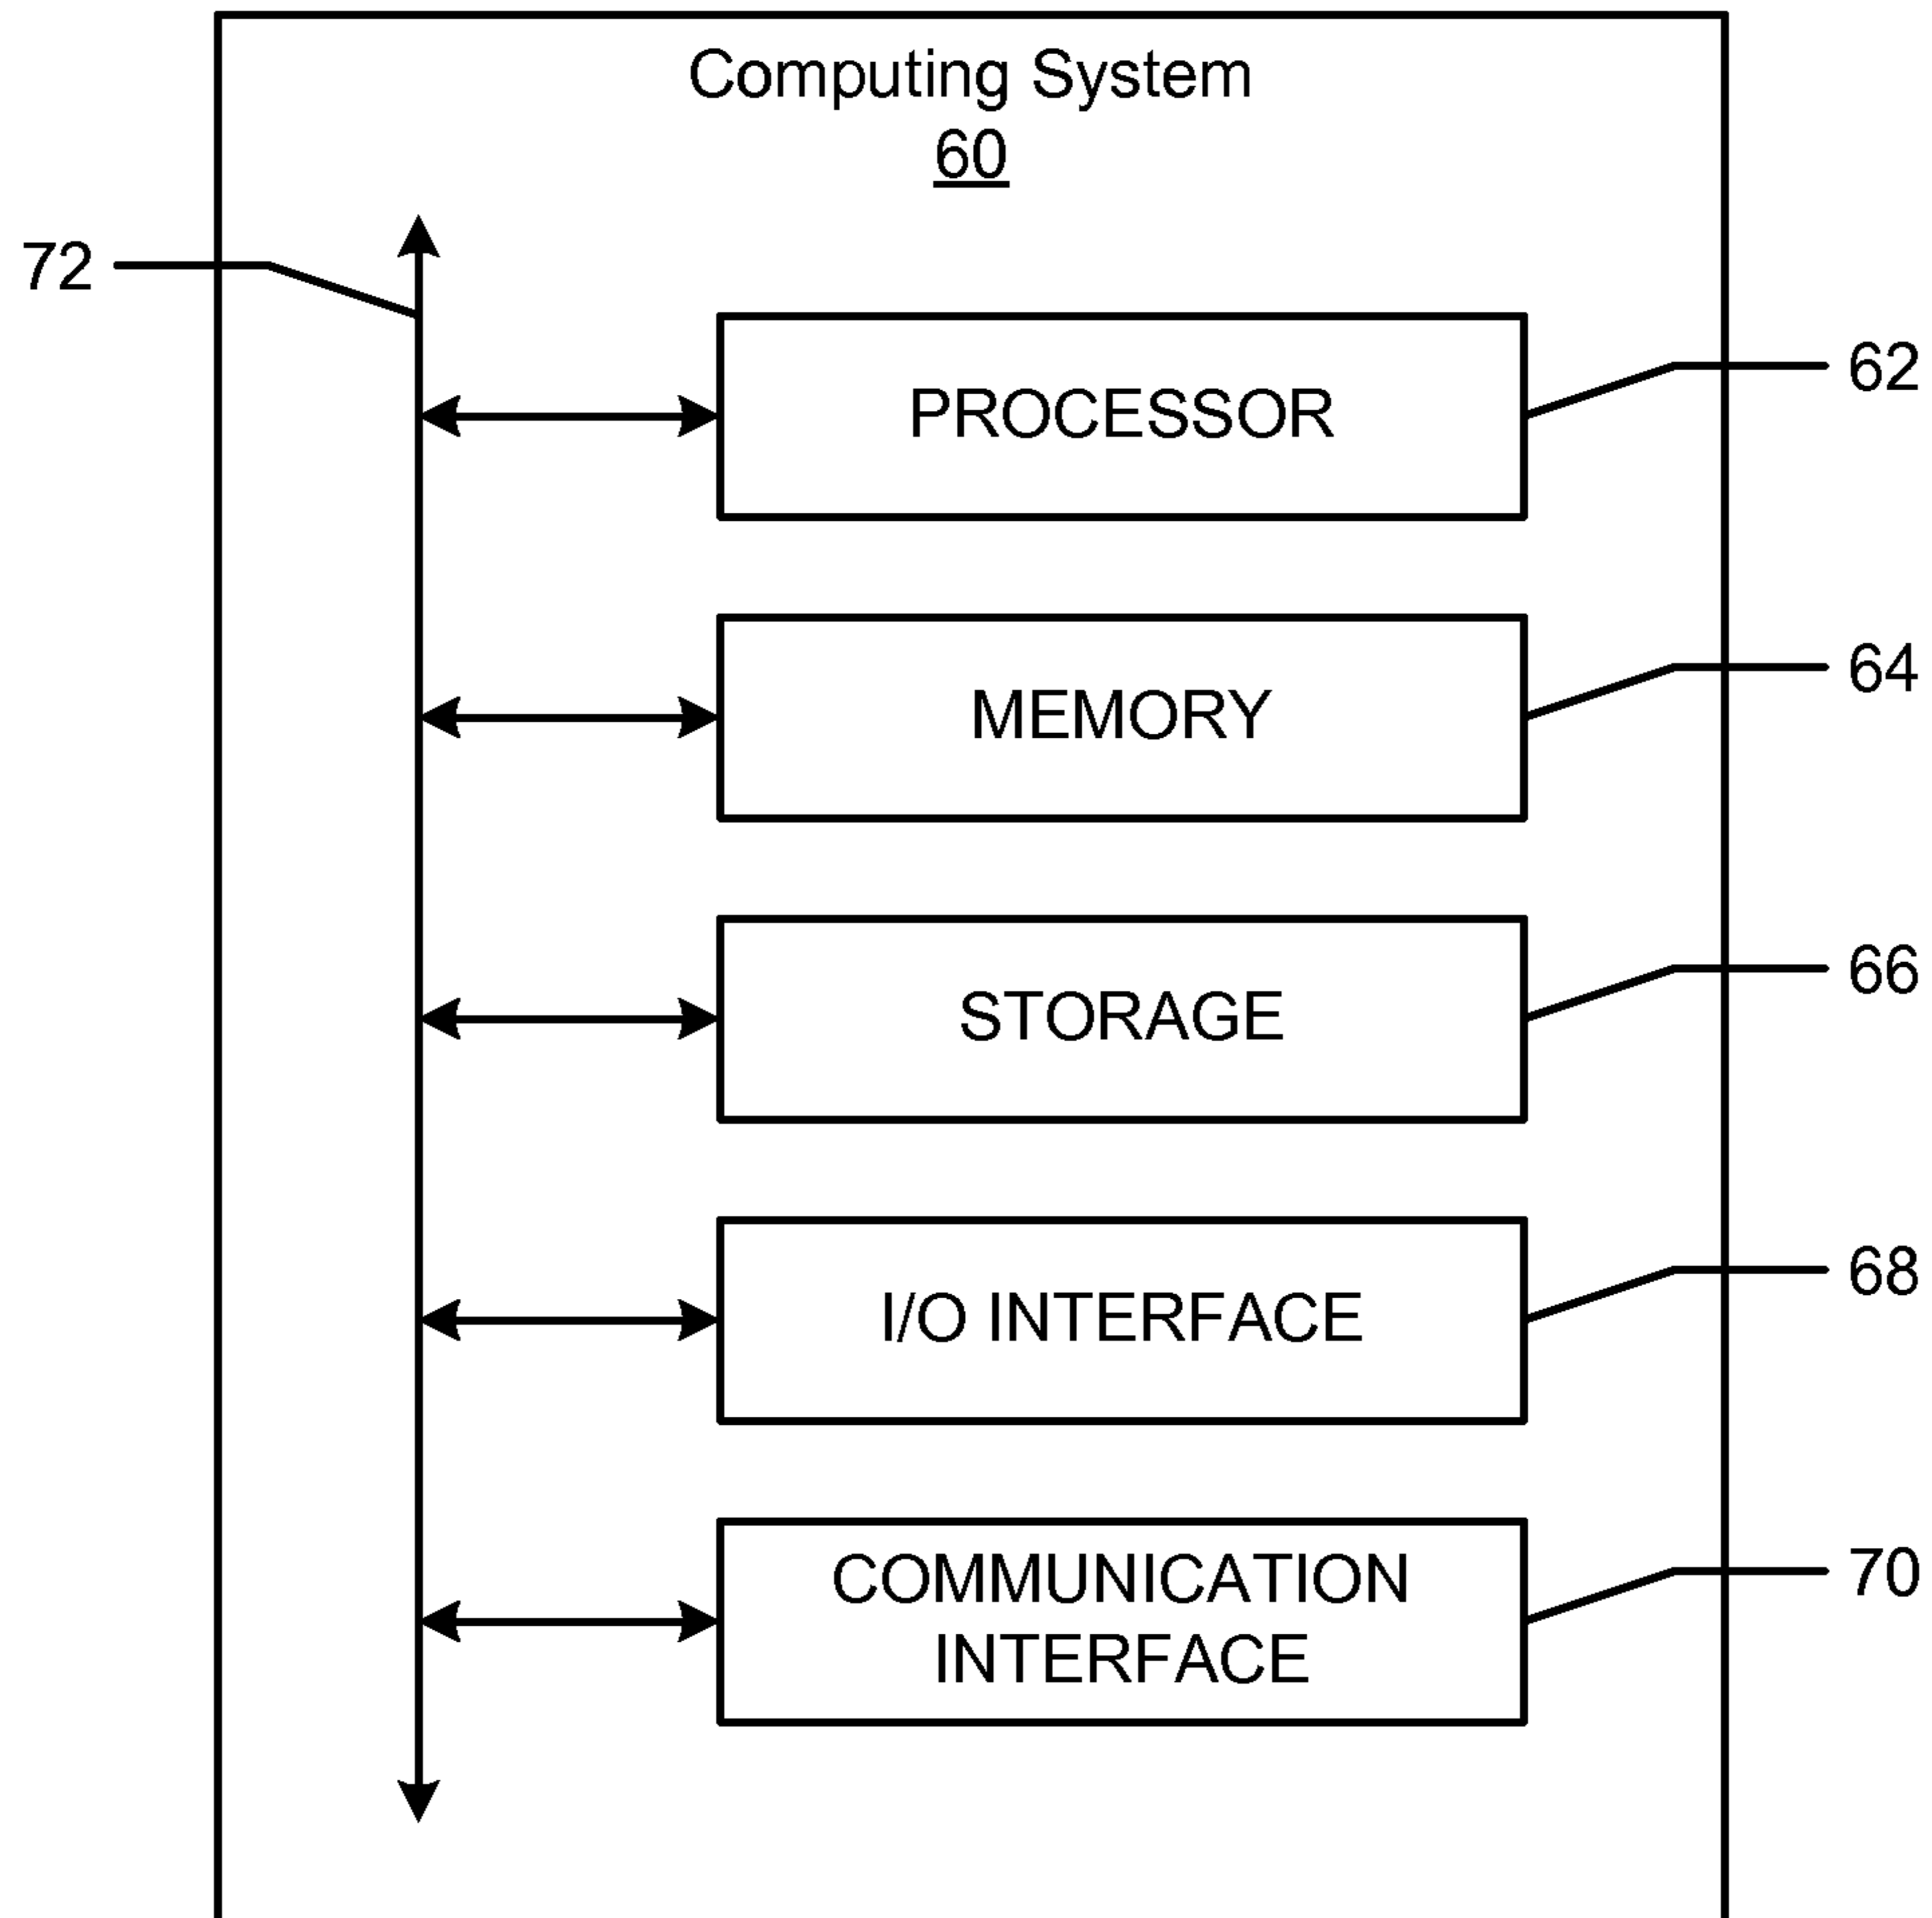 Computing System
60
72
PROCESSOR
62
MEMORY
64
STORAGE
66
I/O INTERFACE
68
COMMUNICATION
INTERFACE
70